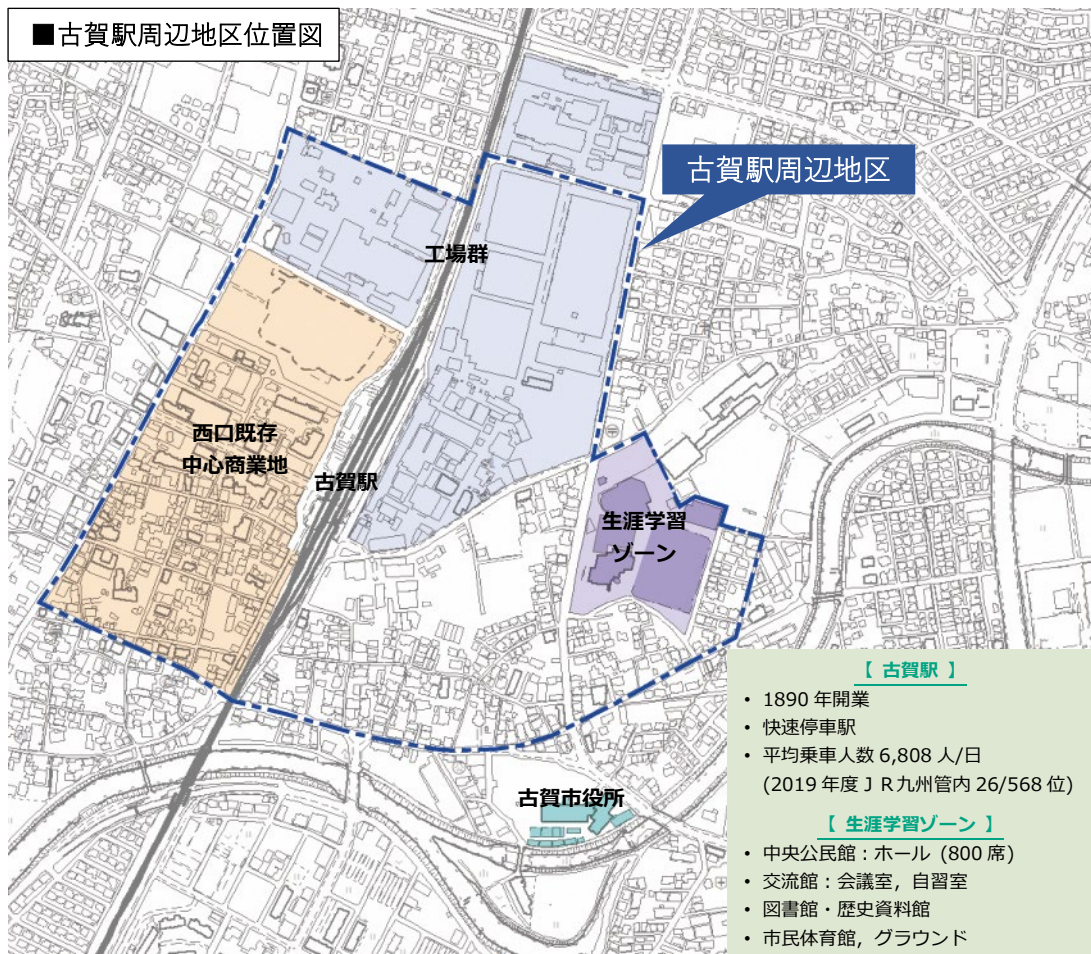 ■古賀駅周辺地区位置図
古賀駅周辺地区
工場群
西口既存
中心商業地
古賀駅
生涯学習
ゾーン
古賀市役所
【 古賀駅 】
• 1890 年開業
• 快速停車駅
• 平均乗車人数 6,808 人/日
(2019 年度 J R九州管内 26/568 位)
【 生涯学習ゾーン 】
• 中央公民館：ホール (800 席)
• 交流館：会議室，自習室
• 図書館・歴史資料館
• 市民体育館，グラウンド